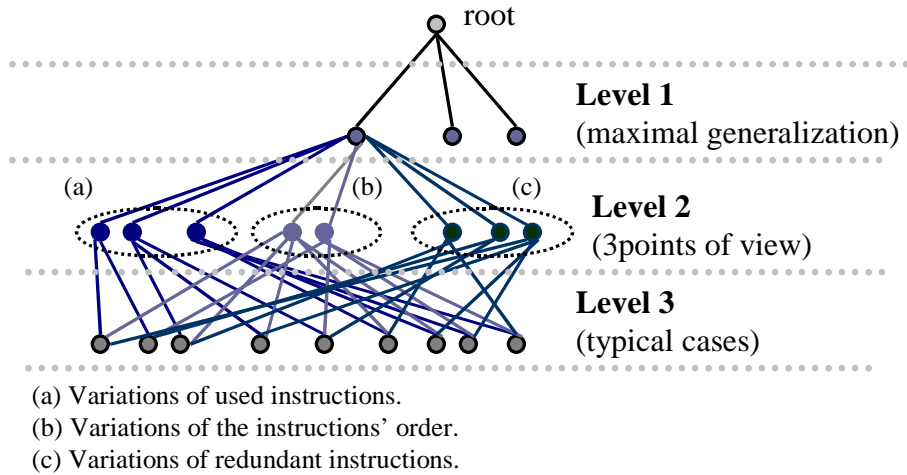 root
Level 1
(maximal generalization)
(a)
(b)
(c)
Level 2
(3points of view)
Level 3
(typical cases)
(a) Variations of used instructions.
(b) Variations of the instructions’ order.
(c) Variations of redundant instructions.